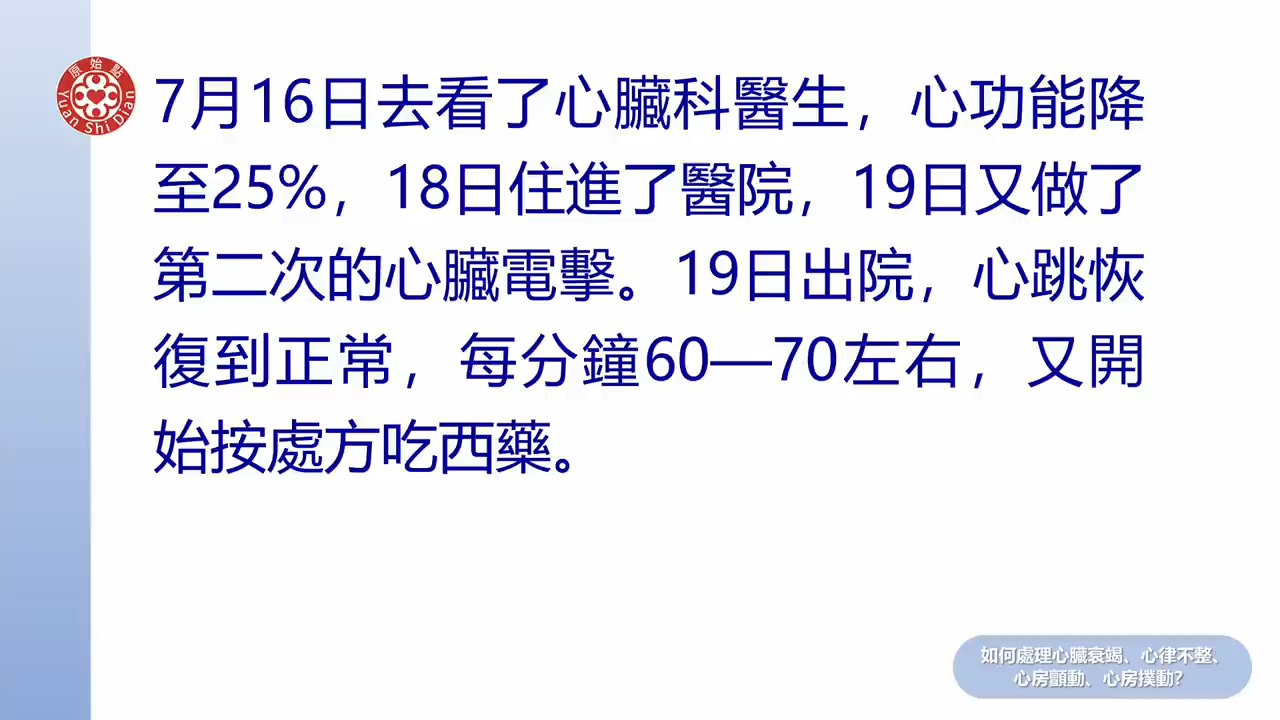 原始點
Yuan Shi Dian
7月16日去看了心臟科醫生，心功能降
至25%，18日住進了醫院，19日又做了
第二次的心臟電擊。19日出院，心跳恢
復到正常，每分鐘60—70左右，又開
始按處方吃西藥。
如何處理心臟衰竭、心律不整、
心房顫動、心房撲動？